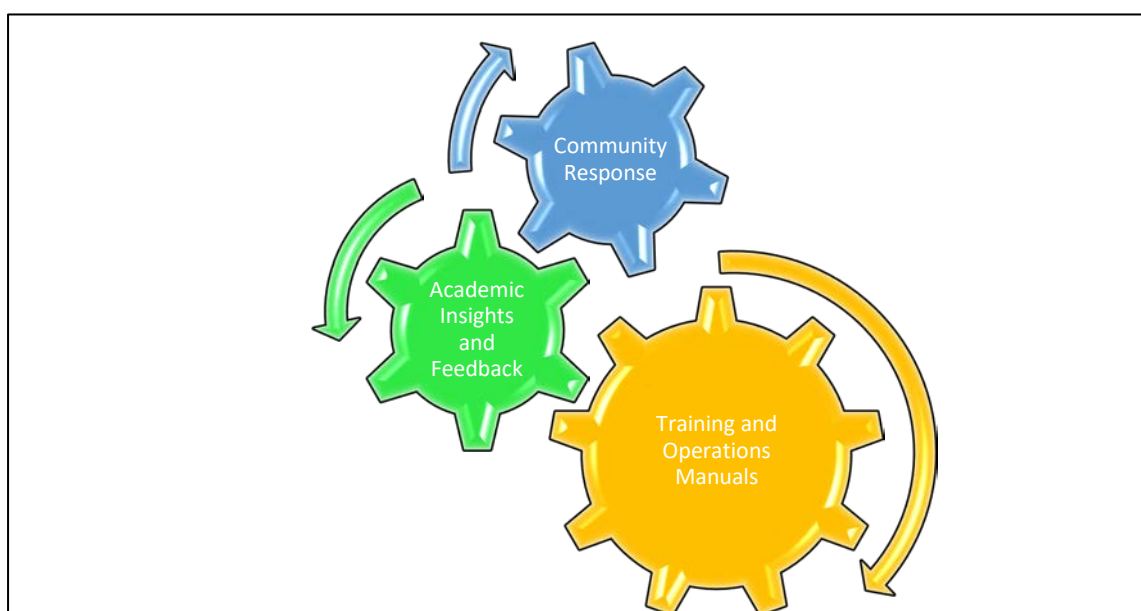 Community
Response
Academic
Insights
and
Feedback
Training and
Operations
Manuals